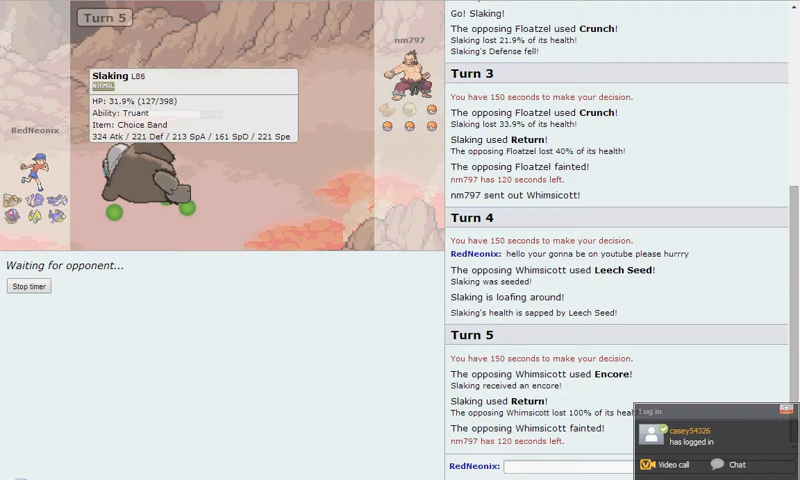 Turn 5
nm797
Slaking L86
NORMAL
HP: 31.9% (127/398)
Ability: Truant
Item: Choice Band
324 Atk / 221 Def / 213 SpA / 161 SpD / 221 Spe
RedNeonix
Waiting for opponent...
Stop timer
Go! Slaking!
The opposing Floatzel used Crunch!
Slaking lost 21.9% of its health!
Slaking's Defense fell!
Turn 3
You have 150 seconds to make your decision.
The opposing Floatzel used Crunch!
Slaking lost 33.9% of its health!
Slaking used Return!
The opposing Floatzel lost 40% of its health!
The opposing Floatzel fainted!
nm797 has 120 seconds left.
nm797 sent out Whimsicott!
Turn 4
You have 150 seconds to make your decision.
RedNeonix: hello your gonna be on youtube please hurrry
The opposing Whimsicott used Leech Seed!
Slaking was seeded!
Slaking is loafing around!
Slaking's health is sapped by Leech Seed!
Turn 5
You have 150 seconds to make your decision.
The opposing Whimsicott used Encore!
Slaking received an encore!
Slaking used Return!
The opposing Whimsicott lost 100% of its heal
The opposing Whimsicott fainted!
nm797 has 120 seconds left.
RedNeonix:
Log in
casey54326
has logged in
Video call
Chat